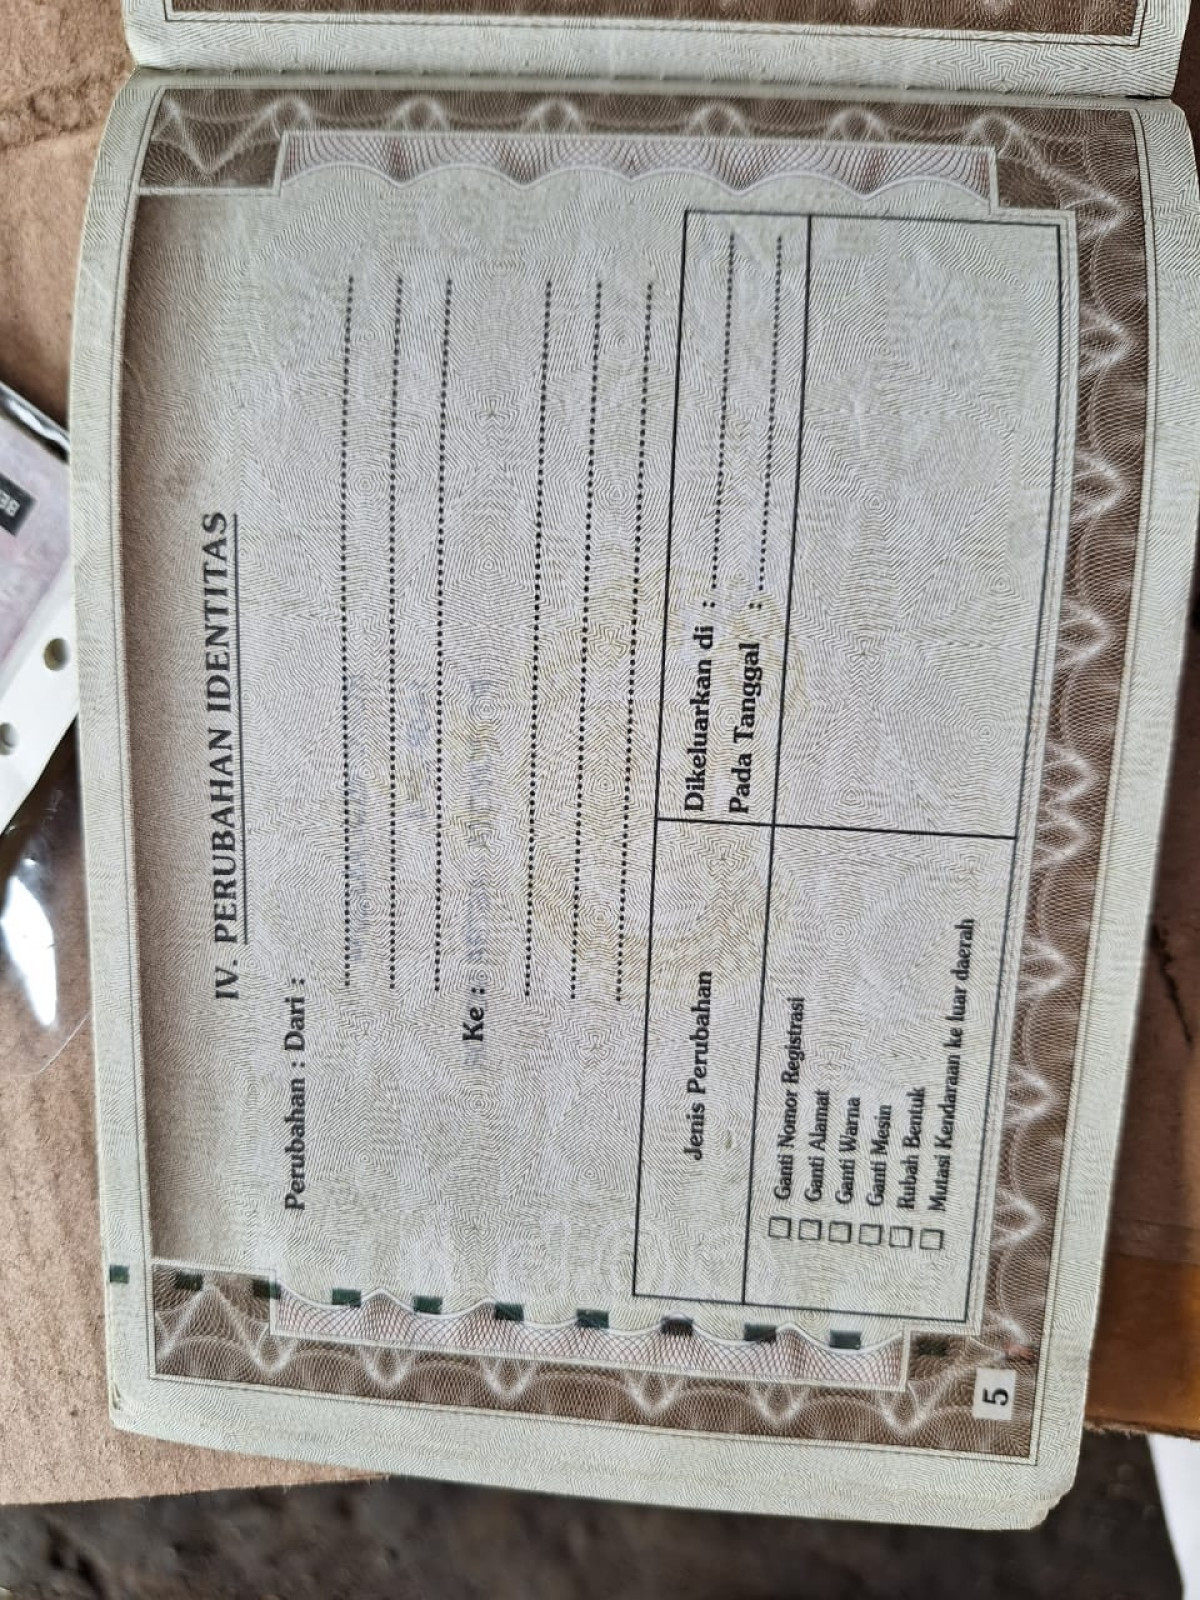 IV. PERUBAHAN IDENTITAS
Perubahan : Dari :
Ke :
Jenis Perubahan
Dikeluarkan di :
Pada Tanggal :
Ganti Nomor Registrasi
Ganti Alamat
Ganti Warna
Ganti Mesin
Rubah Bentuk
Mutasi Kendaraan ke luar daerah
5